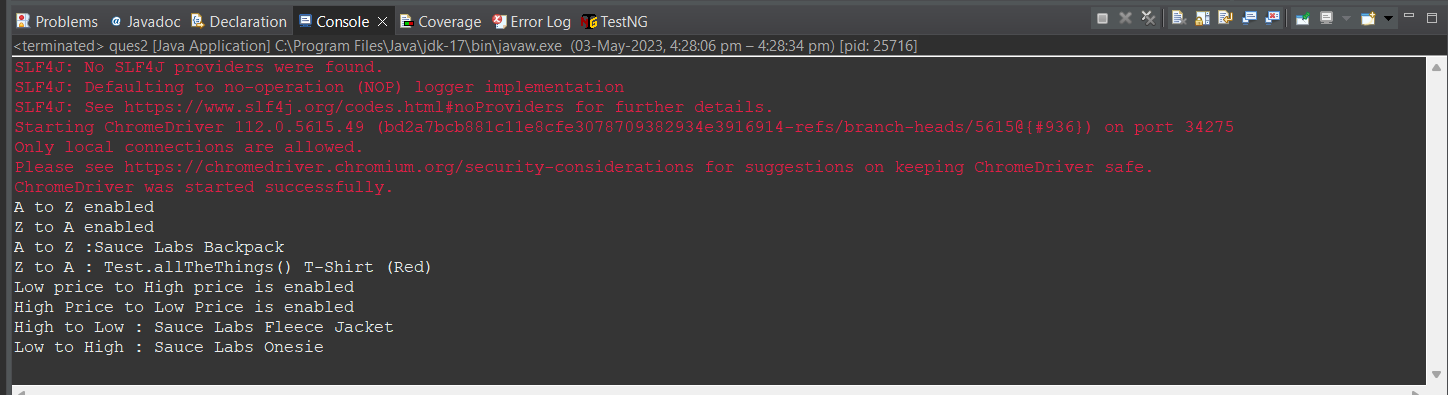 Problems @ Javadoc Declaration Console Coverage Error Log TestNG
<terminated> ques2 [Java Application] C:\Program Files\Java\jdk-17\bin\javaw.exe (03-May-2023, 4:28:06 pm – 4:28:34 pm) [pid: 25716]
SLF4J: No SLF4J providers were found.
SLF4J: Defaulting to no-operation (NOP) logger implementation
SLF4J: See https://www.slf4j.org/codes.html#noProviders for further details.
Starting ChromeDriver 112.0.5615.49 (bd2a7bcb881c11e8cfe3078709382934e3916914-refs/branch-heads/5615@{#936}) on port 34275
Only local connections are allowed.
Please see https://chromedriver.chromium.org/security-considerations for suggestions on keeping ChromeDriver safe.
ChromeDriver was started successfully.
A to Z enabled
Z to A enabled
A to Z :Sauce Labs Backpack
Z to A : Test.allTheThings() T-Shirt (Red)
Low price to High price is enabled
High Price to Low Price is enabled
High to Low : Sauce Labs Fleece Jacket
Low to High : Sauce Labs Onesie